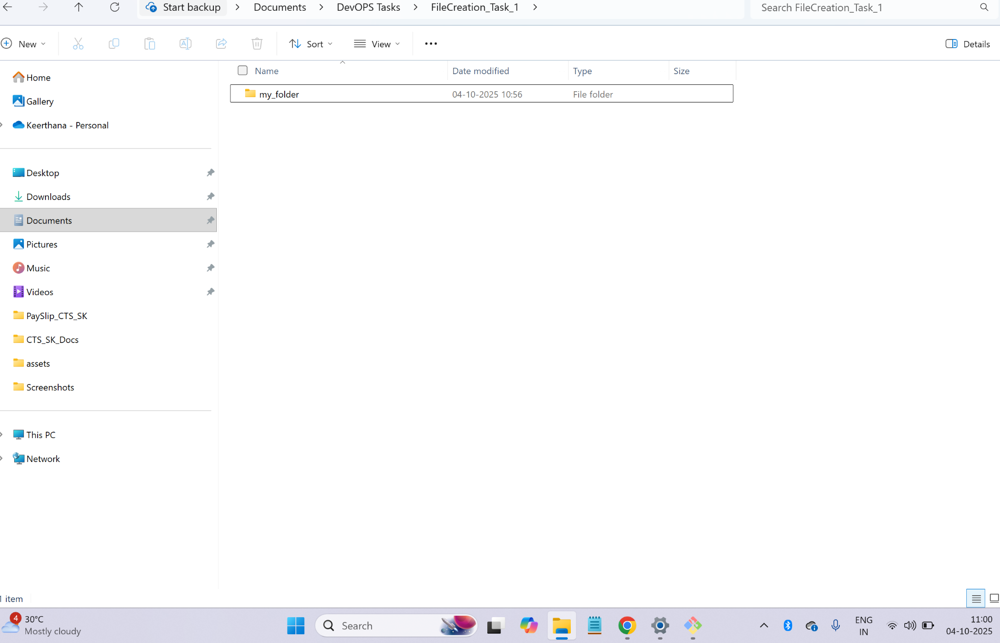 Start backup > Documents > DevOPS Tasks > FileCreation_Task_1 >
Search FileCreation_Task_1
New
Sort
View
Details
Name Date modified Type Size
my_folder 04-10-2025 10:56 File folder
Home
Gallery
Keerthana - Personal
Desktop
Downloads
Documents
Pictures
Music
Videos
PaySlip_CTS_SK
CTS_SK_Docs
assets
Screenshots
This PC
Network
1 item
4
30°C
Mostly cloudy
Search
ENG
IN
11:00
04-10-2025